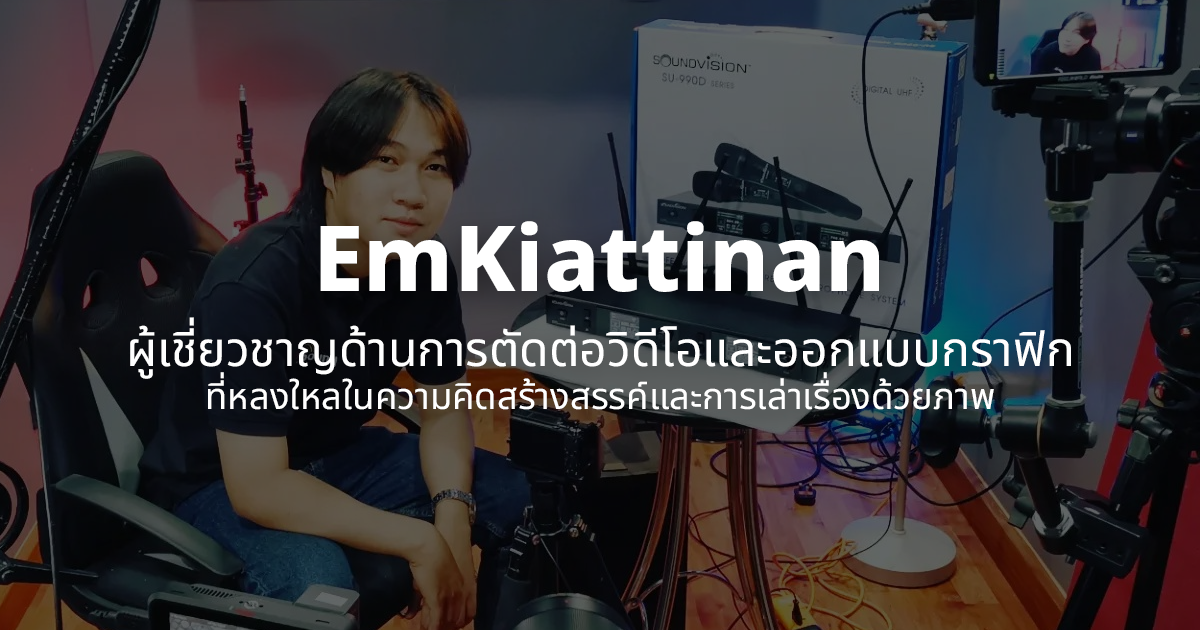 SOUNDVISION
SU-990D SERIES
DIGITAL UHF
EmKiattinan
ผู้เชี่ยวชาญด้านการตัดต่อวิดีโอและออกแบบกราฟิก
ที่หลงใหลในความคิดสร้างสรรค์และการเล่าเรื่องด้วยภาพ